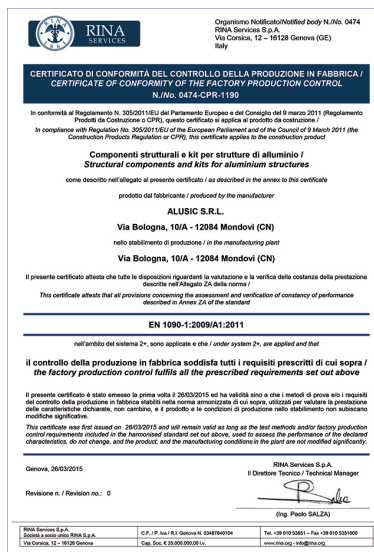 RINA
SERVICES
Organismo Notificato/Notified body N./No. 0474
RINA Services S.p.A.
Via Corsica, 12 – 16128 Genova (GE)
Italy
CERTIFICATO DI CONFORMITÀ DEL CONTROLLO DELLA PRODUZIONE IN FABBRICA /
CERTIFICATE OF CONFORMITY OF THE FACTORY PRODUCTION CONTROL
N./No. 0474-CPR-1190
In conformità al Regolamento N. 305/2011/EU del Parlamento Europeo e del Consiglio del 9 marzo 2011 (Regolamento
Prodotti da Costruzione o CPR), questo certificato si applica al prodotto da costruzione /
In compliance with Regulation No. 305/2011/EU of the European Parliament and of the Council of 9 March 2011 (the
Construction Products Regulation or CPR), this certificate applies to the construction product
Componenti strutturali e kit per strutture di alluminio /
Structural components and kits for aluminium structures
come descritto nell'allegato al presente certificato / as described in the annex to this certificate
prodotto dal fabbricante / produced by the manufacturer
ALUSIC S.R.L.
Via Bologna, 10/A - 12084 Mondovì (CN)
nello stabilimento di produzione / in the manufacturing plant
Via Bologna, 10/A - 12084 Mondovì (CN)
Il presente certificato attesta che tutte le disposizioni riguardanti la valutazione e la verifica della costanza della prestazione
descritte nell'Allegato ZA della norma /
This certificate attests that all provisions concerning the assessment and verification of constancy of performance
described in Annex ZA of the standard
EN 1090-1:2009/A1:2011
nell'ambito del sistema 2+, sono applicate e che / under system 2+, are applied and that
il controllo della produzione in fabbrica soddisfa tutti i requisiti prescritti di cui sopra /
the factory production control fulfils all the prescribed requirements set out above
Il presente certificato è stato emesso la prima volta il 26/03/2015 ed ha validità sino a che i metodi di prova e/o i requisiti
del controllo della produzione in fabbrica stabiliti nella norma armonizzata di cui sopra, utilizzati per valutare la prestazione
delle caratteristiche dichiarate, non cambino, e il prodotto e le condizioni di produzione nello stabilimento non subiscano
modifiche significative.
This certificate was first issued on 26/03/2015 and will remain valid as long as the test methods and/or factory production
control requirements included in the harmonised standard set out above, used to assess the performance of the declared
characteristics, do not change, and the product, and the manufacturing conditions in the plant are not modified significantly.
Genova, 26/03/2015
RINA Services S.p.A.
Il Direttore Tecnico / Technical Manager
Revisione n. / Revision no.: 0
(Ing. Paolo SALZA)
RINA Services S.p.A.
Società a socio unico RINA S.p.A.
Via Corsica, 12 – 16128 Genova
C.F. / P. Iva / R.I. Genova N. 03487840104
Cap. Soc. € 35.000.000,00 i.v.
Tel. +39 010 53851 – Fax +39 010 5351000
www.rina.org - info@rina.org